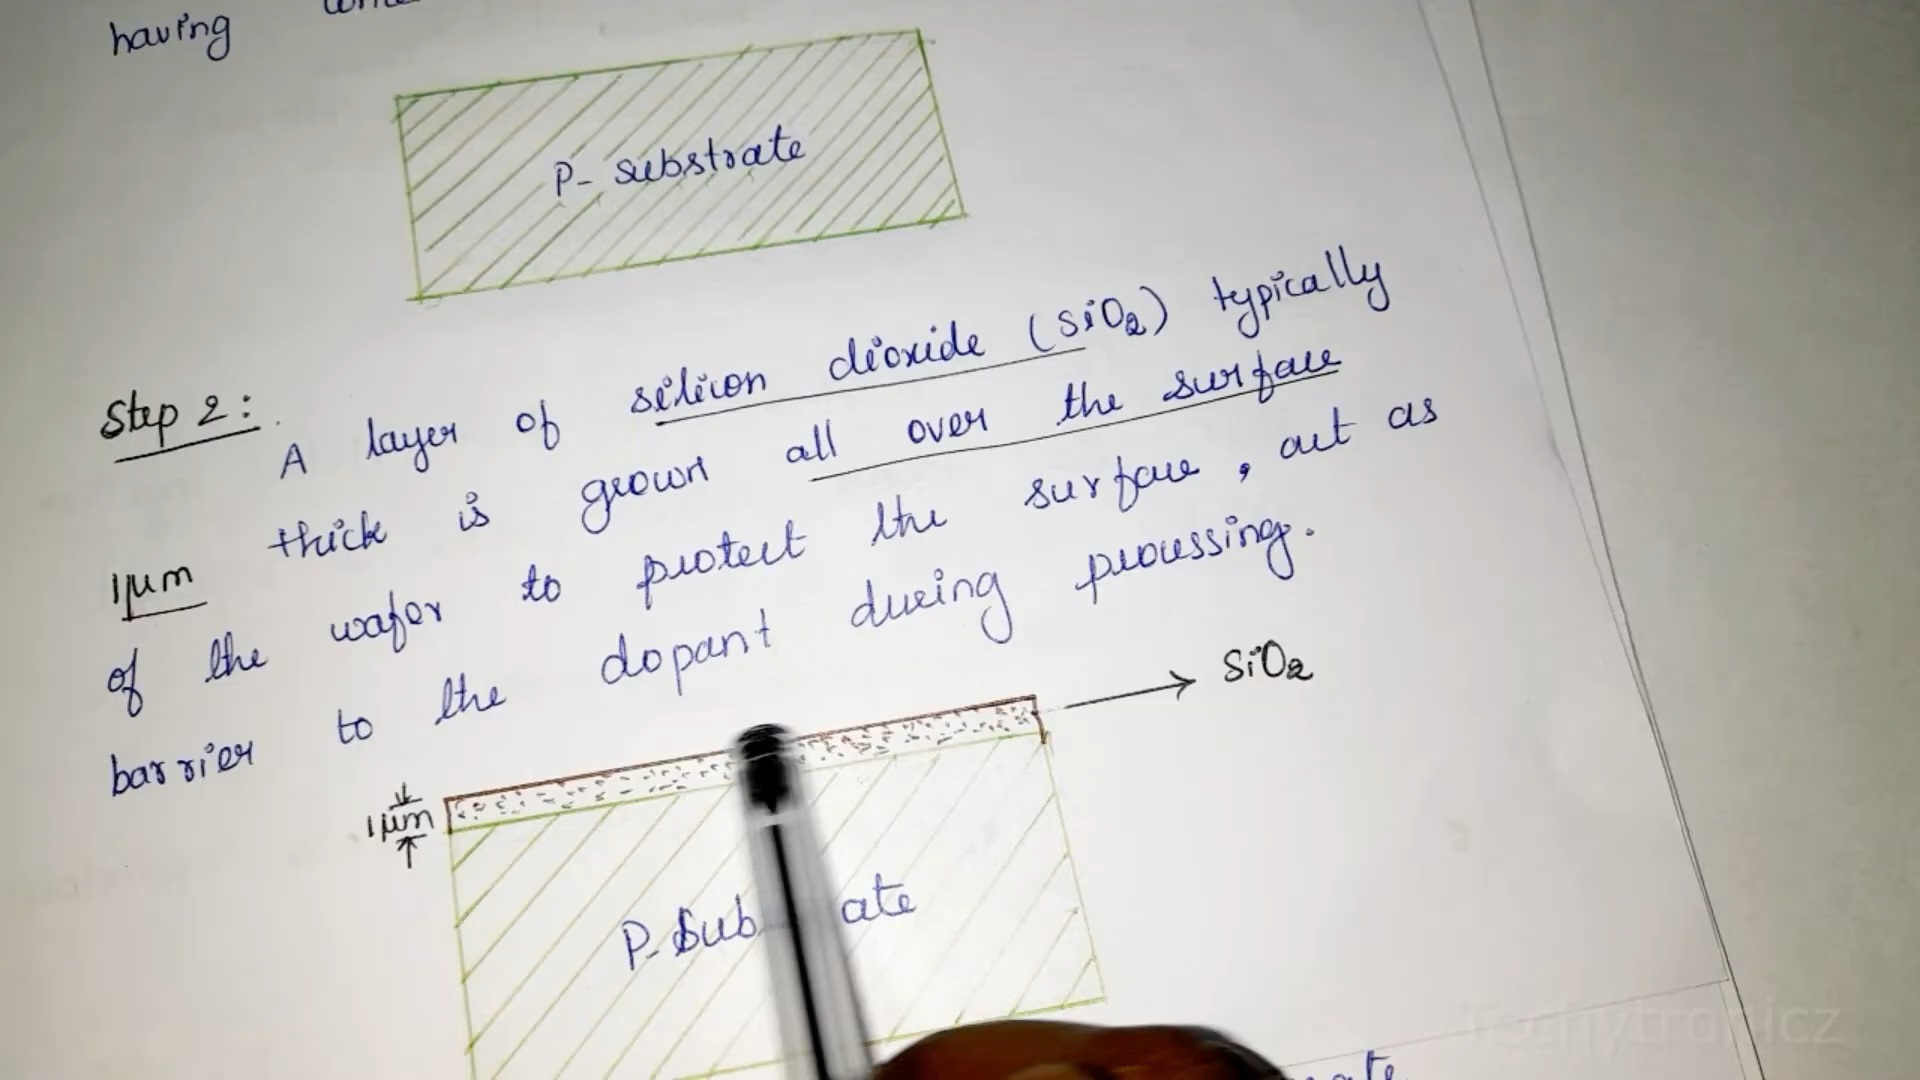 having
P- substrate
Step 2:
A layer of silicon dioxide (SiO2) typically
1μm thick is grown all over the surface
of the wafer to protect the surface, act as
barrier to the dopant during processing.
SiO2
1μm
P-Sub ate